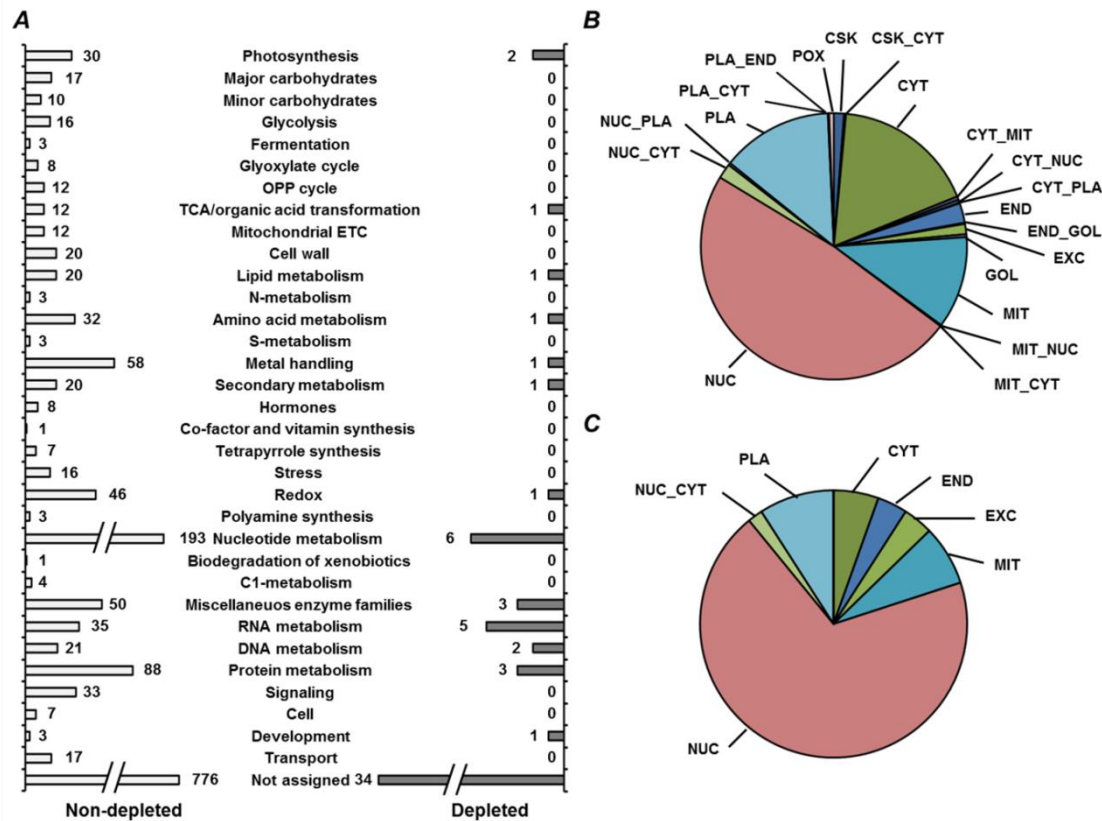 A
30 Photosynthesis 2
17 Major carbohydrates 0
10 Minor carbohydrates 0
16 Glycolysis 0
3 Fermentation 0
8 Glyoxylate cycle 0
12 OPP cycle 0
12 TCA/organic acid transformation 1
12 Mitochondrial ETC 0
20 Cell wall 0
20 Lipid metabolism 1
3 N-metabolism 0
32 Amino acid metabolism 1
3 S-metabolism 0
58 Metal handling 1
20 Secondary metabolism 1
8 Hormones 0
1 Co-factor and vitamin synthesis 0
7 Tetrapyrrole synthesis 0
16 Stress 0
46 Redox 1
3 Polyamine synthesis 0
193 Nucleotide metabolism 6
1 Biodegradation of xenobiotics 0
4 C1-metabolism 0
50 Miscellaneuos enzyme families 3
35 RNA metabolism 5
21 DNA metabolism 2
88 Protein metabolism 3
33 Signaling 0
7 Cell 0
3 Development 1
17 Transport 0
776 Not assigned 34
Non-depleted Depleted
B
CSK
CSK_CYT
CYT
CYT_MIT
CYT_NUC
CYT_PLA
END
END_GOL
EXC
GOL
MIT
MIT_NUC
MIT_CYT
NUC
NUC_CYT
NUC_PLA
PLA
PLA_CYT
PLA_END
POX
C
CYT
END
EXC
MIT
NUC
NUC_CYT
PLA